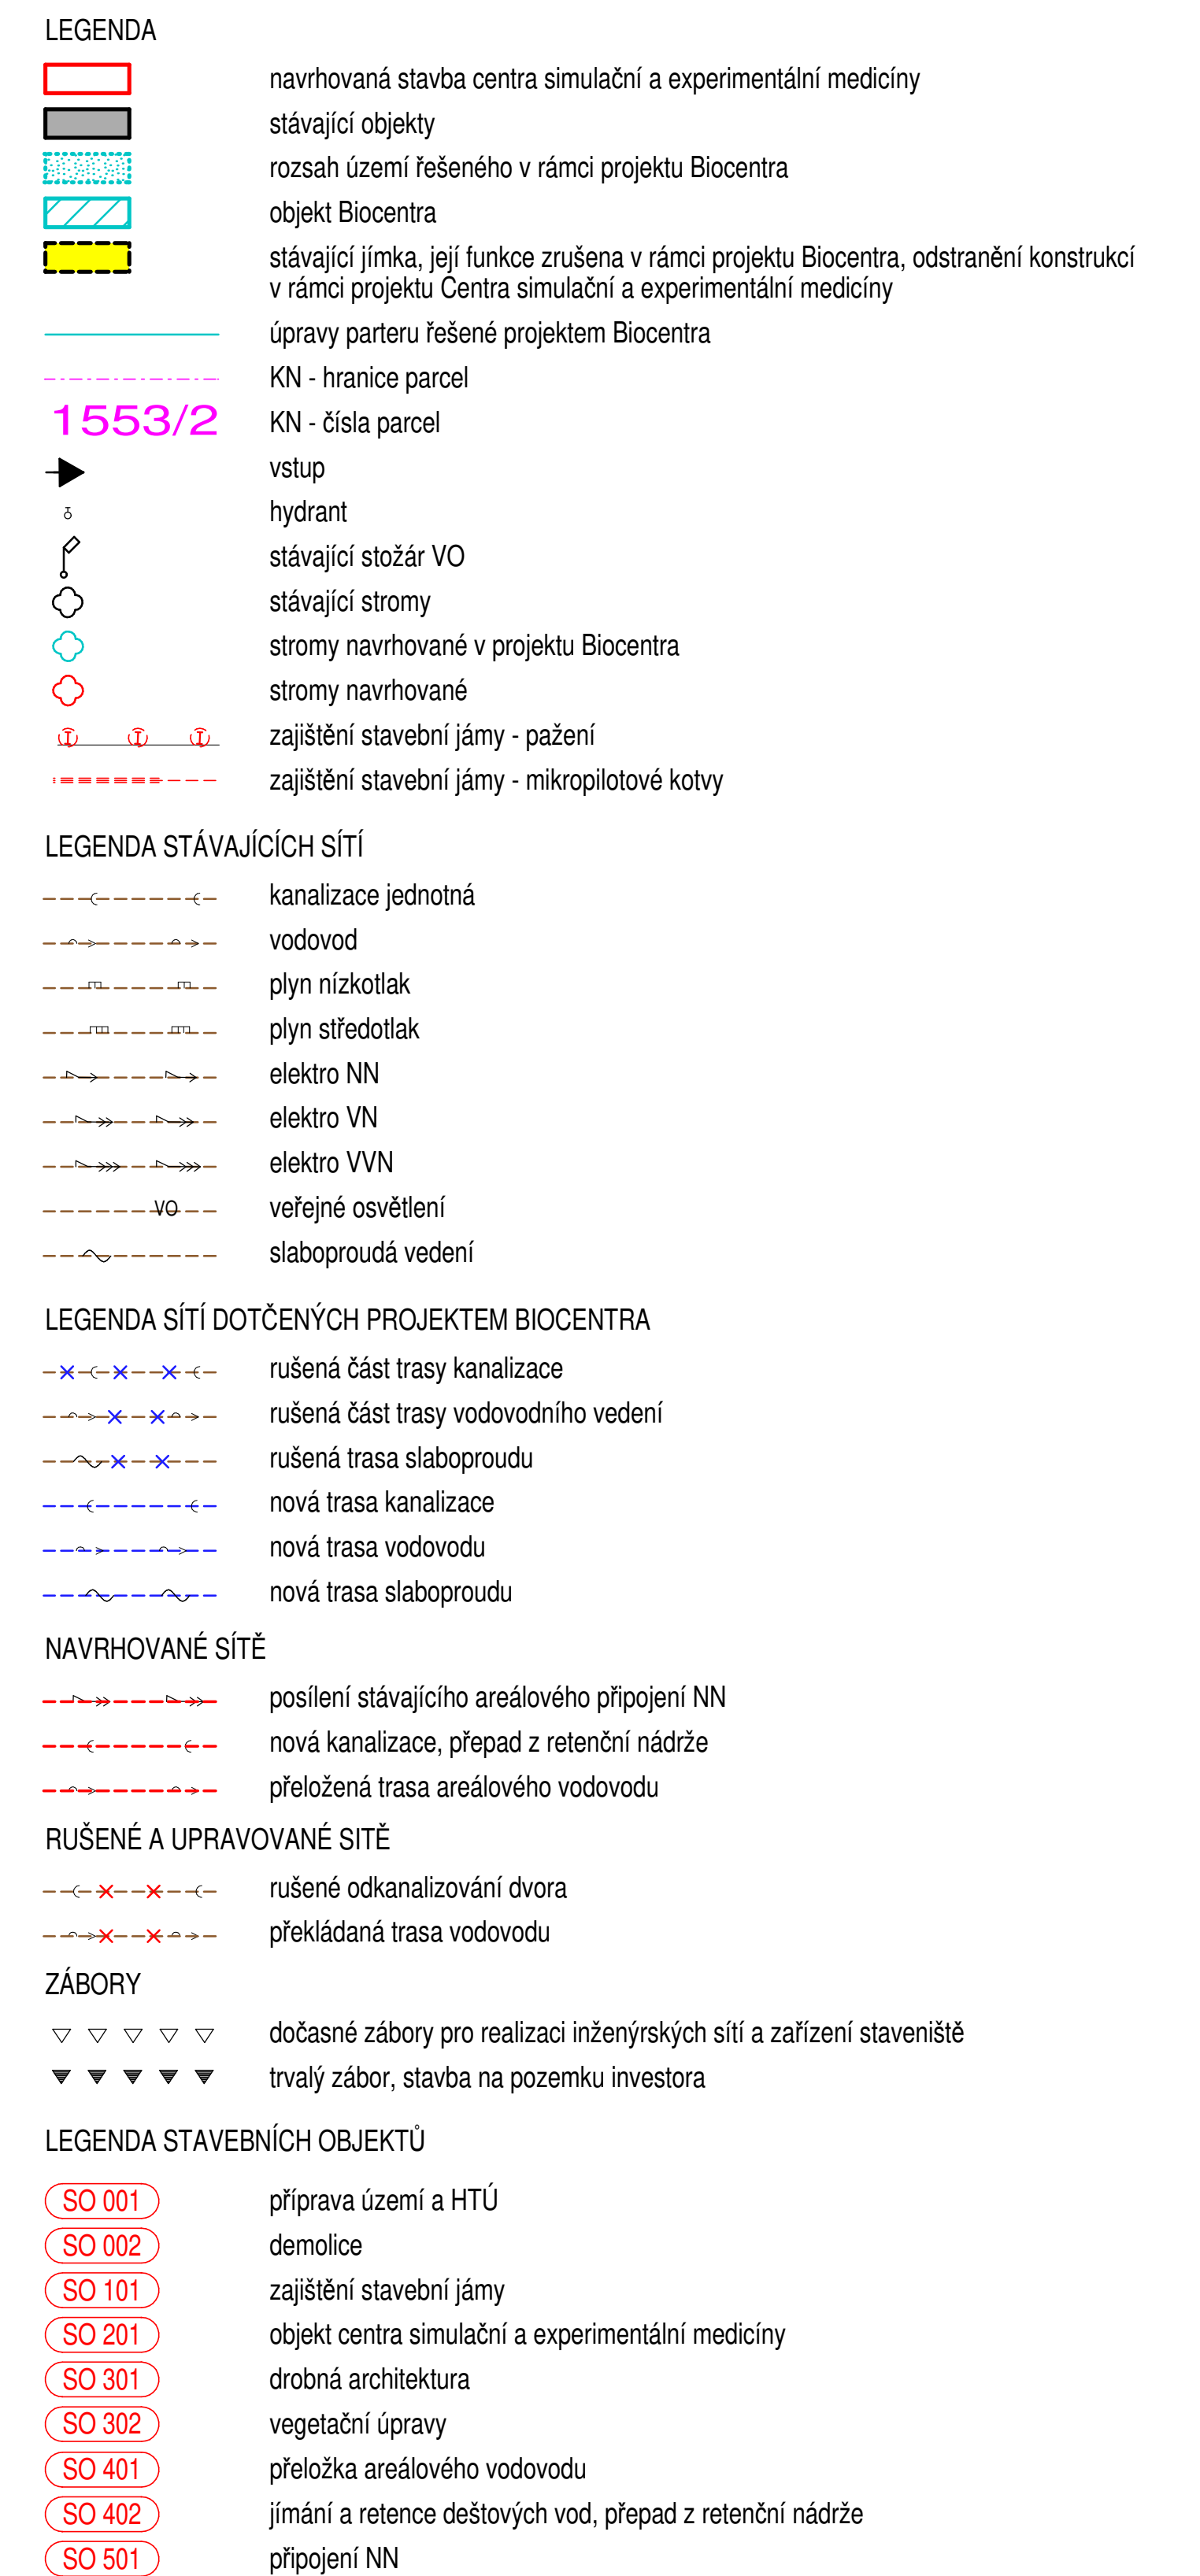 LEGENDA
navrhovaná stavba centra simulační a experimentální medicíny
stávající objekty
rozsah území řešeného v rámci projektu Biocentra
objekt Biocentra
stávající jímka, její funkce zrušena v rámci projektu Biocentra, odstranění konstrukcí
v rámci projektu Centra simulační a experimentální medicíny
úpravy parteru řešené projektem Biocentra
KN - hranice parcel
1553/2 KN - čísla parcel
vstup
hydrant
stávající stožár VO
stávající stromy
stromy navrhované v projektu Biocentra
stromy navrhované
zajištění stavební jámy - pažení
zajištění stavební jámy - mikropilotové kotvy
LEGENDA STÁVAJÍCÍCH SÍTÍ
kanalizace jednotná
vodovod
plyn nízkotlak
plyn středotlak
elektro NN
elektro VN
elektro VVN
VO veřejné osvětlení
slaboproudá vedení
LEGENDA SÍTÍ DOTČENÝCH PROJEKTEM BIOCENTRA
rušená část trasy kanalizace
rušená část trasy vodovodního vedení
rušená trasa slaboproudu
nová trasa kanalizace
nová trasa vodovodu
nová trasa slaboproudu
NAVRHOVANÉ SÍTĚ
posílení stávajícího areálového připojení NN
nová kanalizace, přepad z retenční nádrže
přeložená trasa areálového vodovodu
RUŠENÉ A UPRAVOVANÉ SITĚ
rušené odkanalizování dvora
překládaná trasa vodovodu
ZÁBORY
dočasné zábory pro realizaci inženýrských sítí a zařízení staveniště
trvalý zábor, stavba na pozemku investora
LEGENDA STAVEBNÍCH OBJEKTŮ
SO 001 příprava území a HTÚ
SO 002 demolice
SO 101 zajištění stavební jámy
SO 201 objekt centra simulační a experimentální medicíny
SO 301 drobná architektura
SO 302 vegetační úpravy
SO 401 přeložka areálového vodovodu
SO 402 jímání a retence deštových vod, přepad z retenční nádrže
SO 501 připojení NN